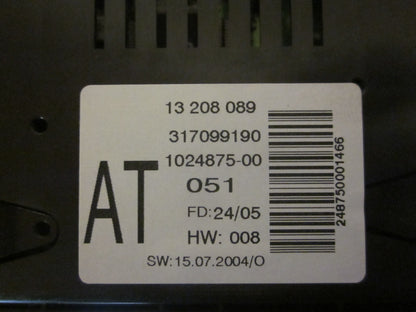 13 208 089
317099190
1024875-00
AT
051
FD: 24/05
HW: 008
SW: 15.07.2004/O
248750001466